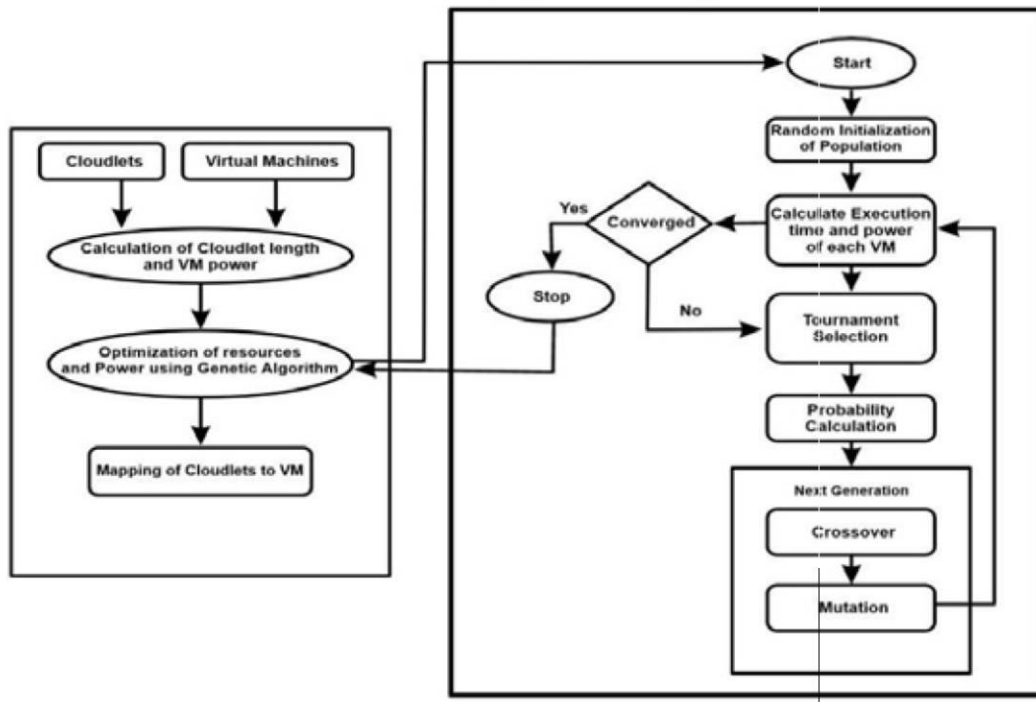 Cloudlets
Virtual Machines
Calculation of Cloudlet length
and VM power
Optimization of resources
and Power using Genetic Algorithm
Mapping of Cloudlets to VM
Start
Random Initialization
of Population
Calculate Execution
time and power
of each VM
Converged
Yes
Stop
No
Tournament
Selection
Probability
Calculation
Next Generation
Crossover
Mutation